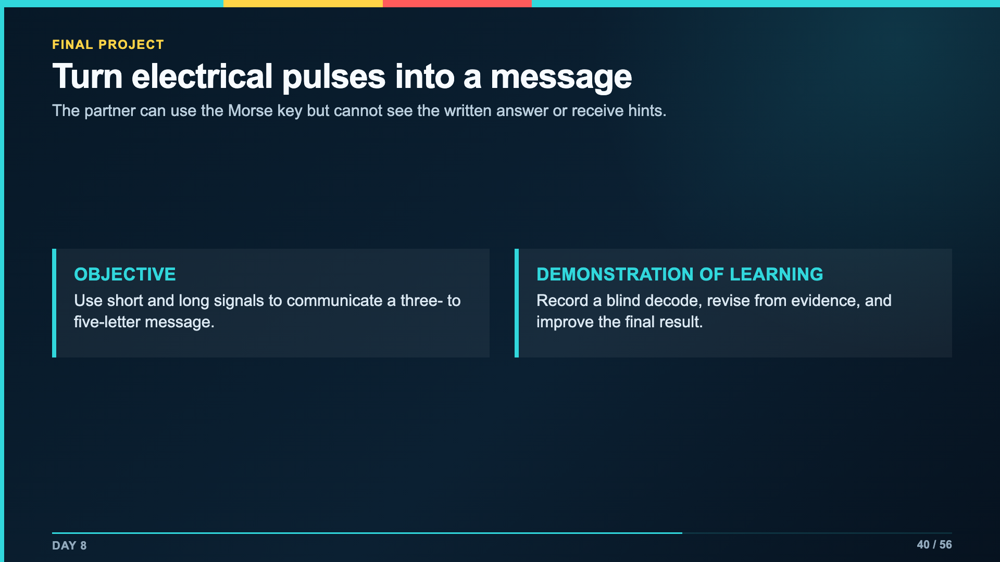 FINAL PROJECT
Turn electrical pulses into a message
The partner can use the Morse key but cannot see the written answer or receive hints.
OBJECTIVE
Use short and long signals to communicate a three- to
five-letter message.
DEMONSTRATION OF LEARNING
Record a blind decode, revise from evidence, and
improve the final result.
DAY 8
40 / 56